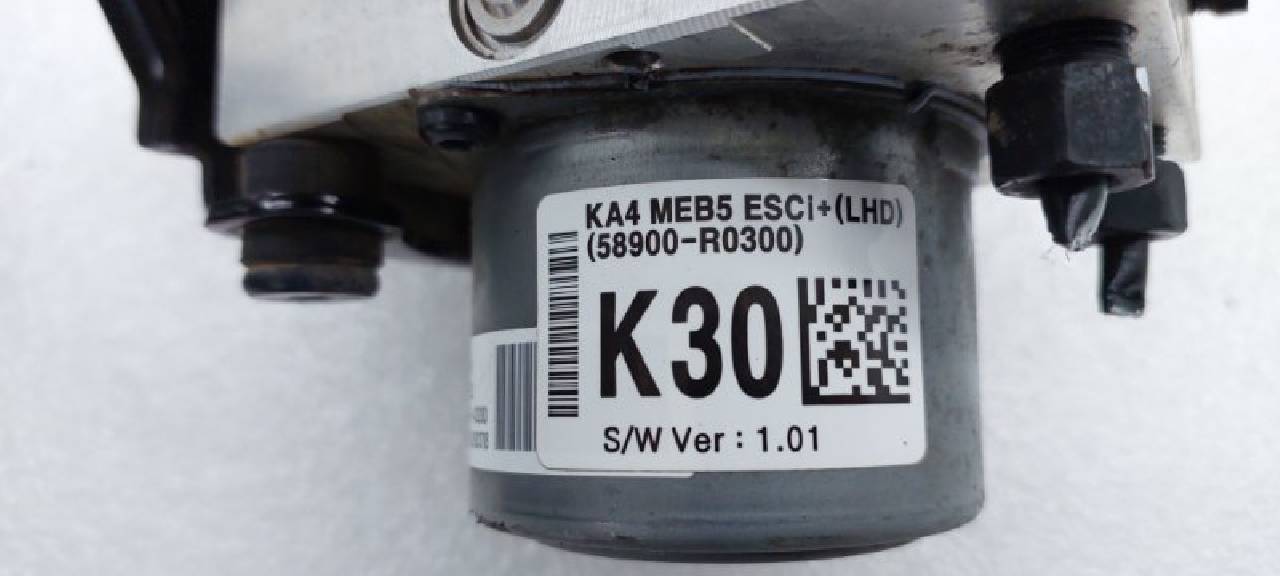 KA4 MEB5 ESCi+(LHD)
(58900-R0300)
K30
S/W Ver : 1.01